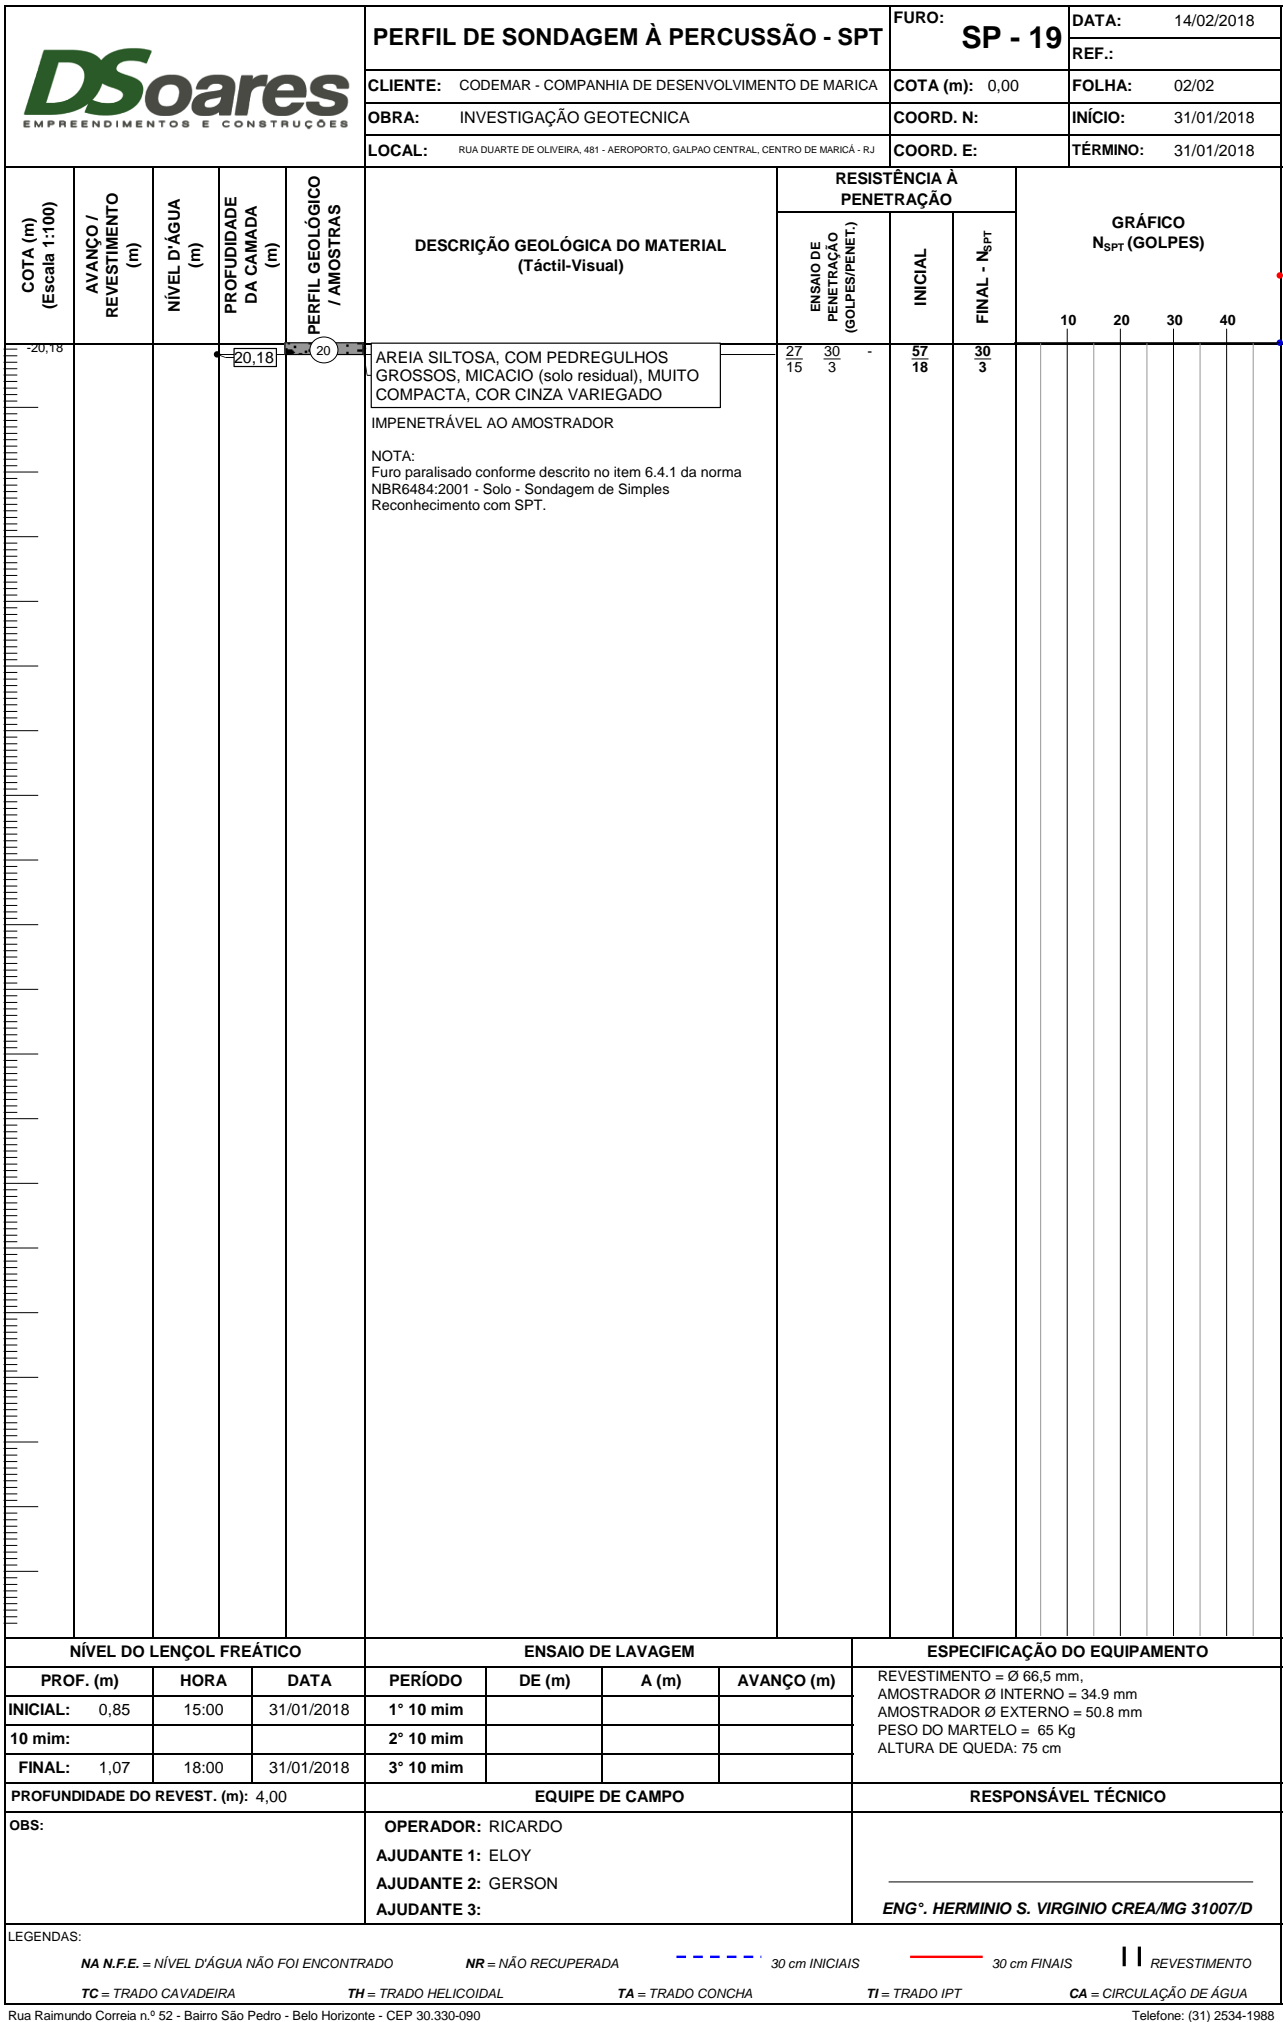 DSoares
EMPREENDIMENTOS E CONSTRUÇÕES
PERFIL DE SONDAGEM À PERCUSSÃO - SPT
FURO: SP - 19
DATA: 14/02/2018
REF.:
CLIENTE: CODEMAR - COMPANHIA DE DESENVOLVIMENTO DE MARICA
COTA (m): 0,00
FOLHA: 02/02
OBRA: INVESTIGAÇÃO GEOTECNICA
COORD. N:
INÍCIO: 31/01/2018
LOCAL: RUA DUARTE DE OLIVEIRA, 481 - AEROPORTO, GALPAO CENTRAL, CENTRO DE MARICÁ - RJ
COORD. E:
TÉRMINO: 31/01/2018
COTA (m)
(Escala 1:100)
AVANÇO /
REVESTIMENTO
(m)
NÍVEL D'ÁGUA
(m)
PROFUDIDADE
DA CAMADA
(m)
PERFIL GEOLÓGICO
/ AMOSTRAS
DESCRIÇÃO GEOLÓGICA DO MATERIAL
(Táctil-Visual)
RESISTÊNCIA À
PENETRAÇÃO
ENSAIO DE
PENETRAÇÃO
(GOLPES/PENET.)
INICIAL
FINAL - NSPT
GRÁFICO
NSPT (GOLPES)
10 20 30 40
-20,18
20,18
20
AREIA SILTOSA, COM PEDREGULHOS
GROSSOS, MICACIO (solo residual), MUITO
COMPACTA, COR CINZA VARIEGADO
27 30 - 57 30
15 3 18 3
IMPENETRÁVEL AO AMOSTRADOR
NOTA:
Furo paralisado conforme descrito no item 6.4.1 da norma
NBR6484:2001 - Solo - Sondagem de Simples
Reconhecimento com SPT.
NÍVEL DO LENÇOL FREÁTICO
PROF. (m) HORA DATA
INICIAL: 0,85 15:00 31/01/2018
10 mim:
FINAL: 1,07 18:00 31/01/2018
PROFUNDIDADE DO REVEST. (m): 4,00
OBS:
ENSAIO DE LAVAGEM
PERÍODO DE (m) A (m) AVANÇO (m)
1° 10 mim
2° 10 mim
3° 10 mim
EQUIPE DE CAMPO
OPERADOR: RICARDO
AJUDANTE 1: ELOY
AJUDANTE 2: GERSON
AJUDANTE 3:
ESPECIFICAÇÃO DO EQUIPAMENTO
REVESTIMENTO = Ø 66,5 mm,
AMOSTRADOR Ø INTERNO = 34.9 mm
AMOSTRADOR Ø EXTERNO = 50.8 mm
PESO DO MARTELO = 65 Kg
ALTURA DE QUEDA: 75 cm
RESPONSÁVEL TÉCNICO
ENG°. HERMINIO S. VIRGINIO CREA/MG 31007/D
LEGENDAS:
NA N.F.E. = NÍVEL D'ÁGUA NÃO FOI ENCONTRADO NR = NÃO RECUPERADA 30 cm INICIAIS 30 cm FINAIS REVESTIMENTO
TC = TRADO CAVADEIRA TH = TRADO HELICOIDAL TA = TRADO CONCHA TI = TRADO IPT CA = CIRCULAÇÃO DE ÁGUA
Rua Raimundo Correia n.º 52 - Bairro São Pedro - Belo Horizonte - CEP 30.330-090 Telefone: (31) 2534-1988